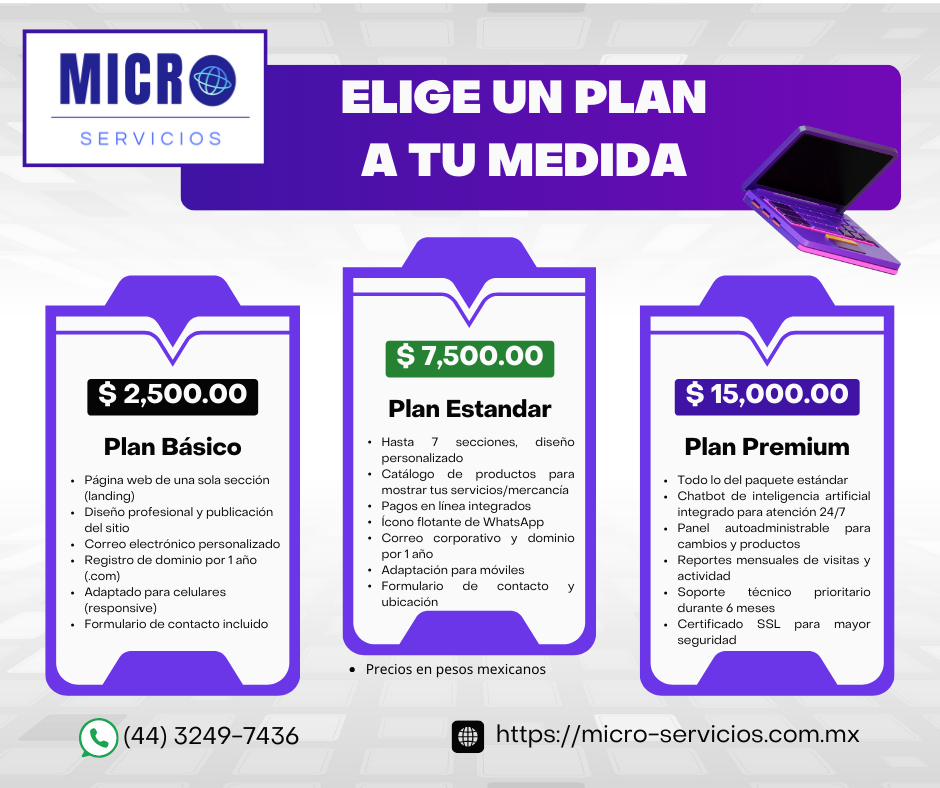 MICRO
SERVICIOS
ELIGE UN PLAN
A TU MEDIDA
$ 2,500.00
Plan Básico
• Página web de una sola sección
(landing)
• Diseño profesional y publicación
del sitio
• Correo electrónico personalizado
• Registro de dominio por 1 año
(.com)
• Adaptado para celulares
(responsive)
• Formulario de contacto incluido
$ 7,500.00
Plan Estandar
• Hasta 7 secciones, diseño
personalizado
• Catálogo de productos para
mostrar tus servicios/mercancía
• Pagos en línea integrados
• Ícono flotante de WhatsApp
• Correo corporativo y dominio
por 1 año
• Adaptación para móviles
• Formulario de contacto y
ubicación
• Precios en pesos mexicanos
$ 15,000.00
Plan Premium
• Todo lo del paquete estándar
• Chatbot de inteligencia artificial
integrado para atención 24/7
• Panel autoadministrable para
cambios y productos
• Reportes mensuales de visitas y
actividad
• Soporte técnico prioritario
durante 6 meses
• Certificado SSL para mayor
seguridad
(44) 3249-7436
https://micro-servicios.com.mx